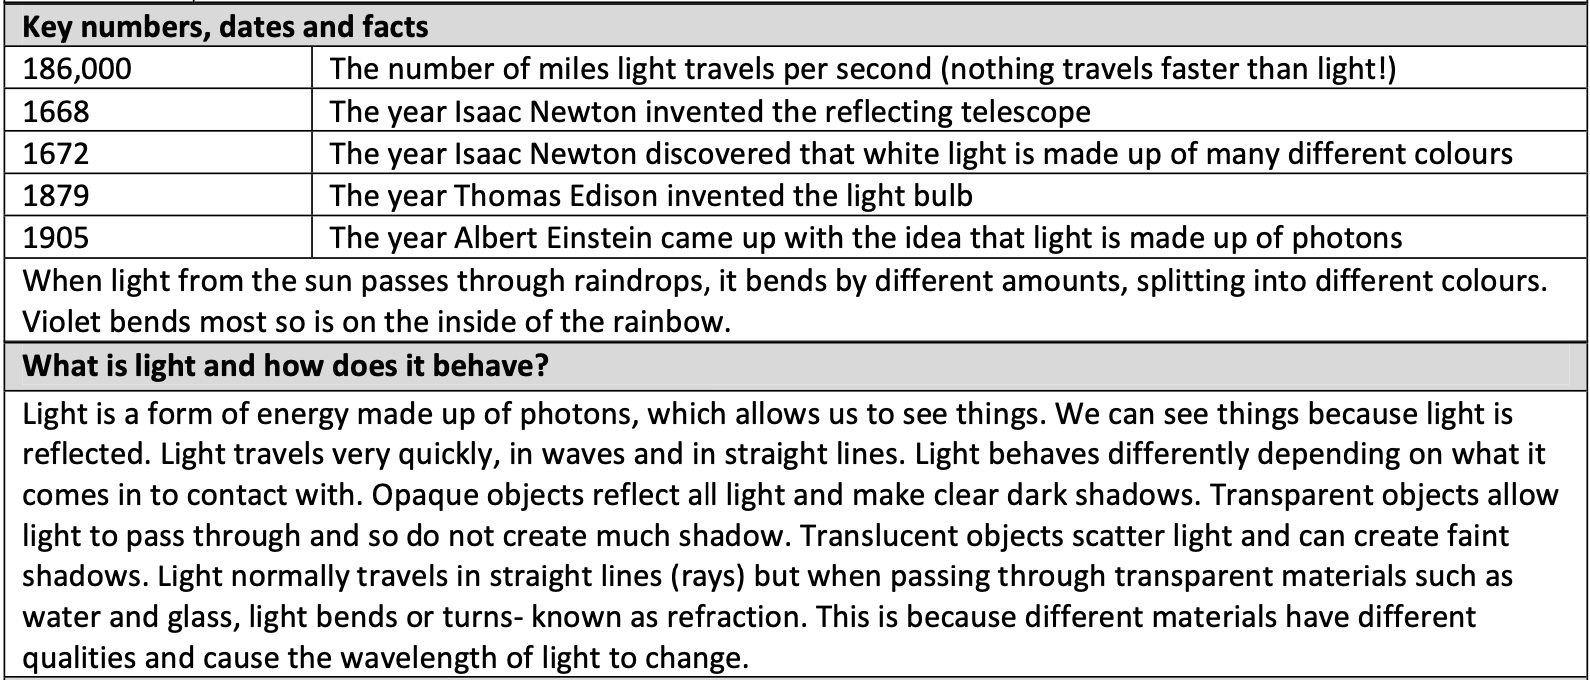 Key numbers, dates and facts
186,000 The number of miles light travels per second (nothing travels faster than light!)
1668 The year Isaac Newton invented the reflecting telescope
1672 The year Isaac Newton discovered that white light is made up of many different colours
1879 The year Thomas Edison invented the light bulb
1905 The year Albert Einstein came up with the idea that light is made up of photons
When light from the sun passes through raindrops, it bends by different amounts, splitting into different colours.
Violet bends most so is on the inside of the rainbow.
What is light and how does it behave?
Light is a form of energy made up of photons, which allows us to see things. We can see things because light is
reflected. Light travels very quickly, in waves and in straight lines. Light behaves differently depending on what it
comes in to contact with. Opaque objects reflect all light and make clear dark shadows. Transparent objects allow
light to pass through and so do not create much shadow. Translucent objects scatter light and can create faint
shadows. Light normally travels in straight lines (rays) but when passing through transparent materials such as
water and glass, light bends or turns- known as refraction. This is because different materials have different
qualities and cause the wavelength of light to change.